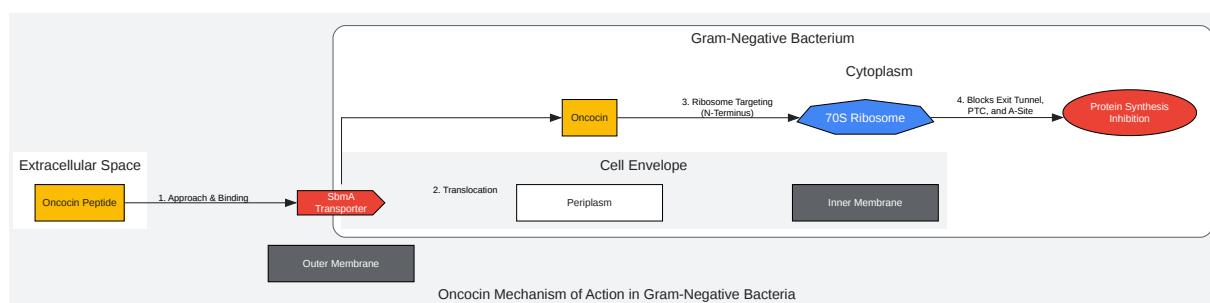 Gram-Negative Bacterium
Cytoplasm
Oncocin
3. Ribosome Targeting
(N-Terminus)
70S Ribosome
4. Blocks Exit Tunnel,
PTC, and A-Site
Protein Synthesis
Inhibition
Extracellular Space
Oncocin Peptide
1. Approach & Binding
SbmA
Transporter
Cell Envelope
2. Translocation
Periplasm
Inner Membrane
Outer Membrane
Oncocin Mechanism of Action in Gram-Negative Bacteria